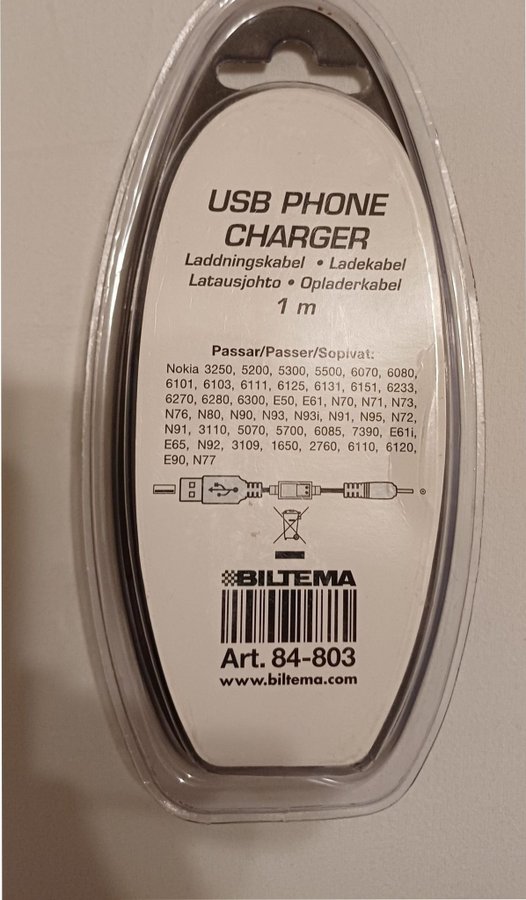 USB PHONE
CHARGER
Laddningskabel • Ladekabel
Latausjohto • Opladerkabel
1 m
Passar/Passer/Sopivat:
Nokia 3250, 5200, 5300, 5500, 6070, 6080,
6101, 6103, 6111, 6125, 6131, 6151, 6233,
6270, 6280, 6300, E50, E61, N70, N71, N73,
N76, N80, N90, N93, N93i, N91, N95, N72,
N91, 3110, 5070, 5700, 6085, 7390, E61i,
E65, N92, 3109, 1650, 2760, 6110, 6120,
E90, N77
BILTEMA
Art. 84-803
www.biltema.com